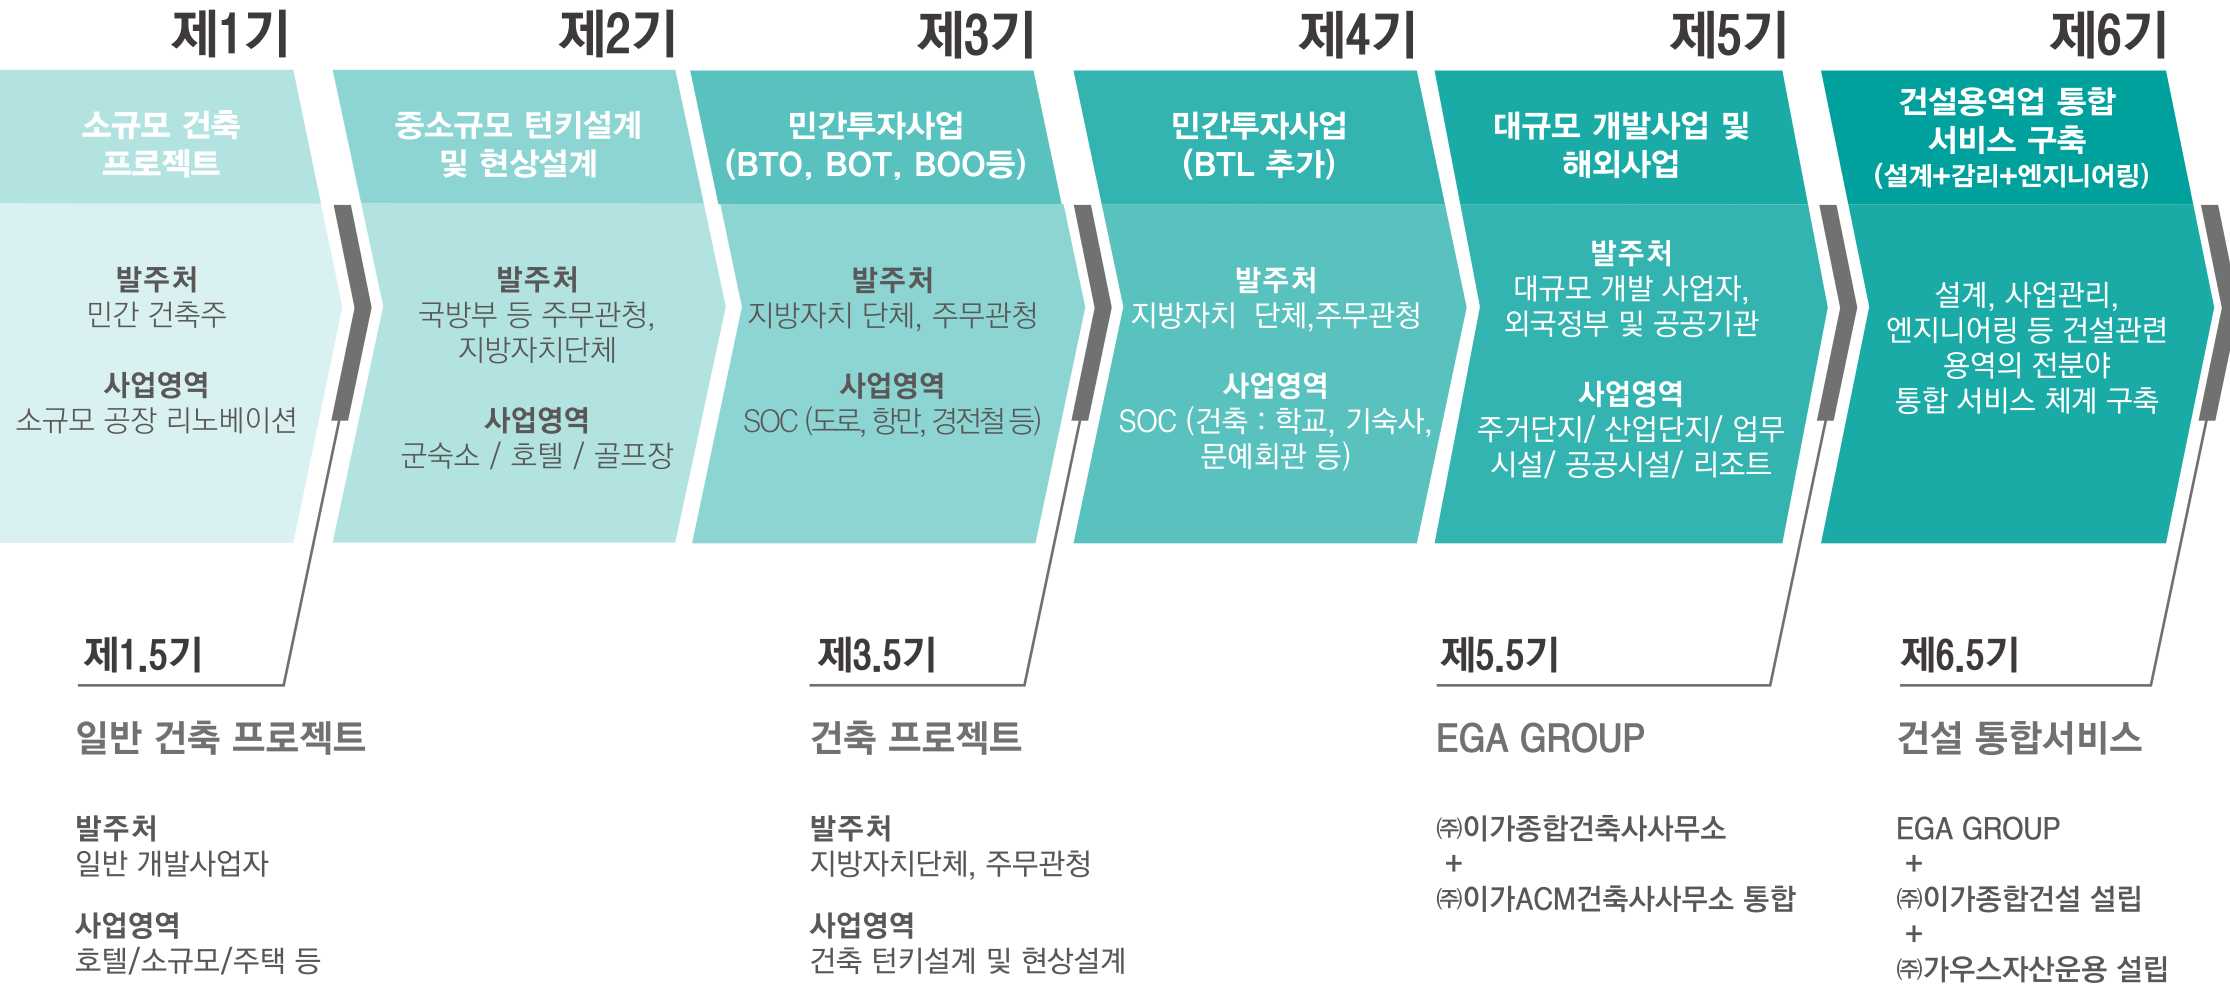 제1기
소규모 건축
프로젝트
발주처
민간 건축주
사업영역
소규모 공장 리노베이션
제2기
중소규모 턴키설계
및 현상설계
발주처
국방부 등 주무관청,
지방자치단체
사업영역
군숙소 / 호텔 / 골프장
제3기
민간투자사업
(BTO, BOT, BOO등)
발주처
지방자치 단체, 주무관청
사업영역
SOC (도로, 항만, 경전철 등)
제4기
민간투자사업
(BTL 추가)
발주처
지방자치 단체,주무관청
사업영역
SOC (건축 : 학교, 기숙사,
문예회관 등)
제5기
대규모 개발사업 및
해외사업
발주처
대규모 개발 사업자,
외국정부 및 공공기관
사업영역
주거단지/ 산업단지/ 업무
시설/ 공공시설/ 리조트
제6기
건설용역업 통합
서비스 구축
(설계+감리+엔지니어링)
설계, 사업관리,
엔지니어링 등 건설관련
용역의 전분야
통합 서비스 체계 구축
제1.5기
일반 건축 프로젝트
발주처
일반 개발사업자
사업영역
호텔/소규모/주택 등
제3.5기
건축 프로젝트
발주처
지방자치단체, 주무관청
사업영역
건축 턴키설계 및 현상설계
제5.5기
EGA GROUP
㈜이가종합건축사사무소
+
㈜이가ACM건축사사무소 통합
제6.5기
건설 통합서비스
EGA GROUP
+
㈜이가종합건설 설립
+
㈜가우스자산운용 설립